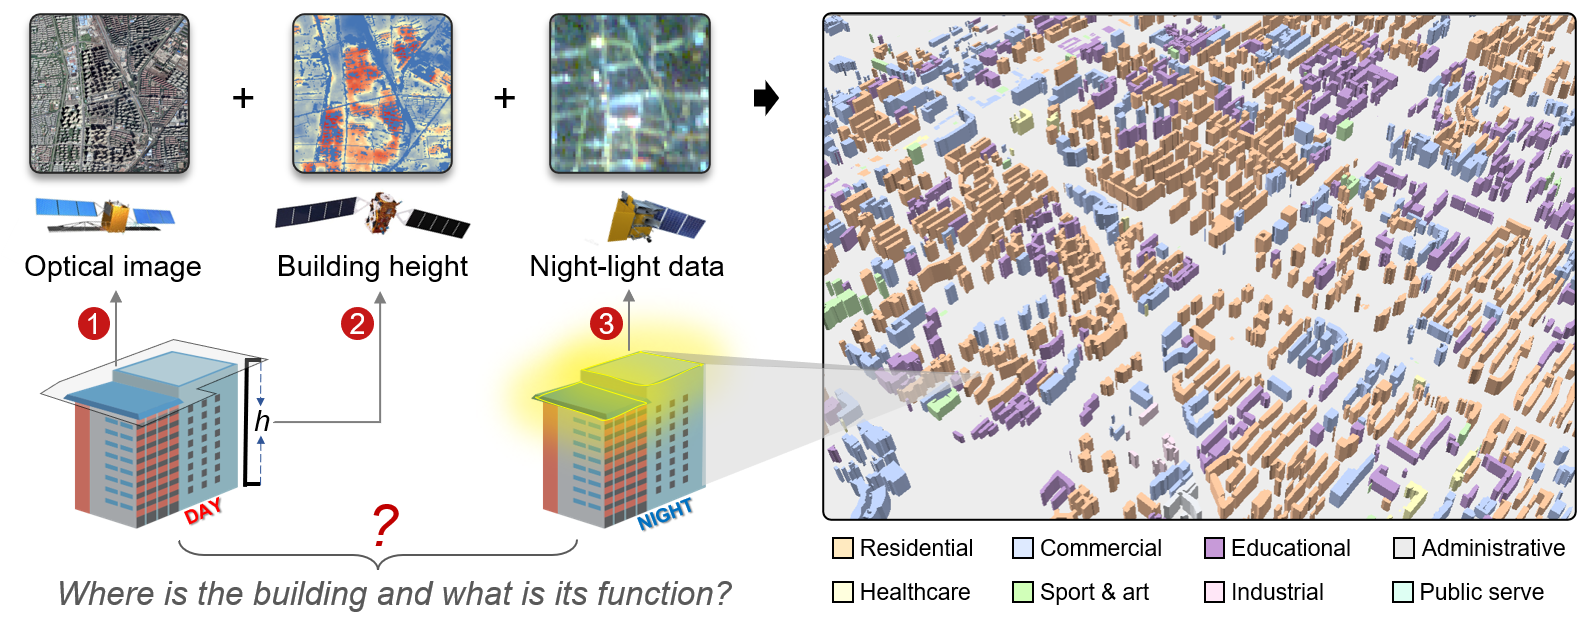 +
+
Optical image
Building height
Night-light data
1
2
3
h
DAY
NIGHT
?
Where is the building and what is its function?
Residential
Commercial
Educational
Administrative
Healthcare
Sport & art
Industrial
Public serve